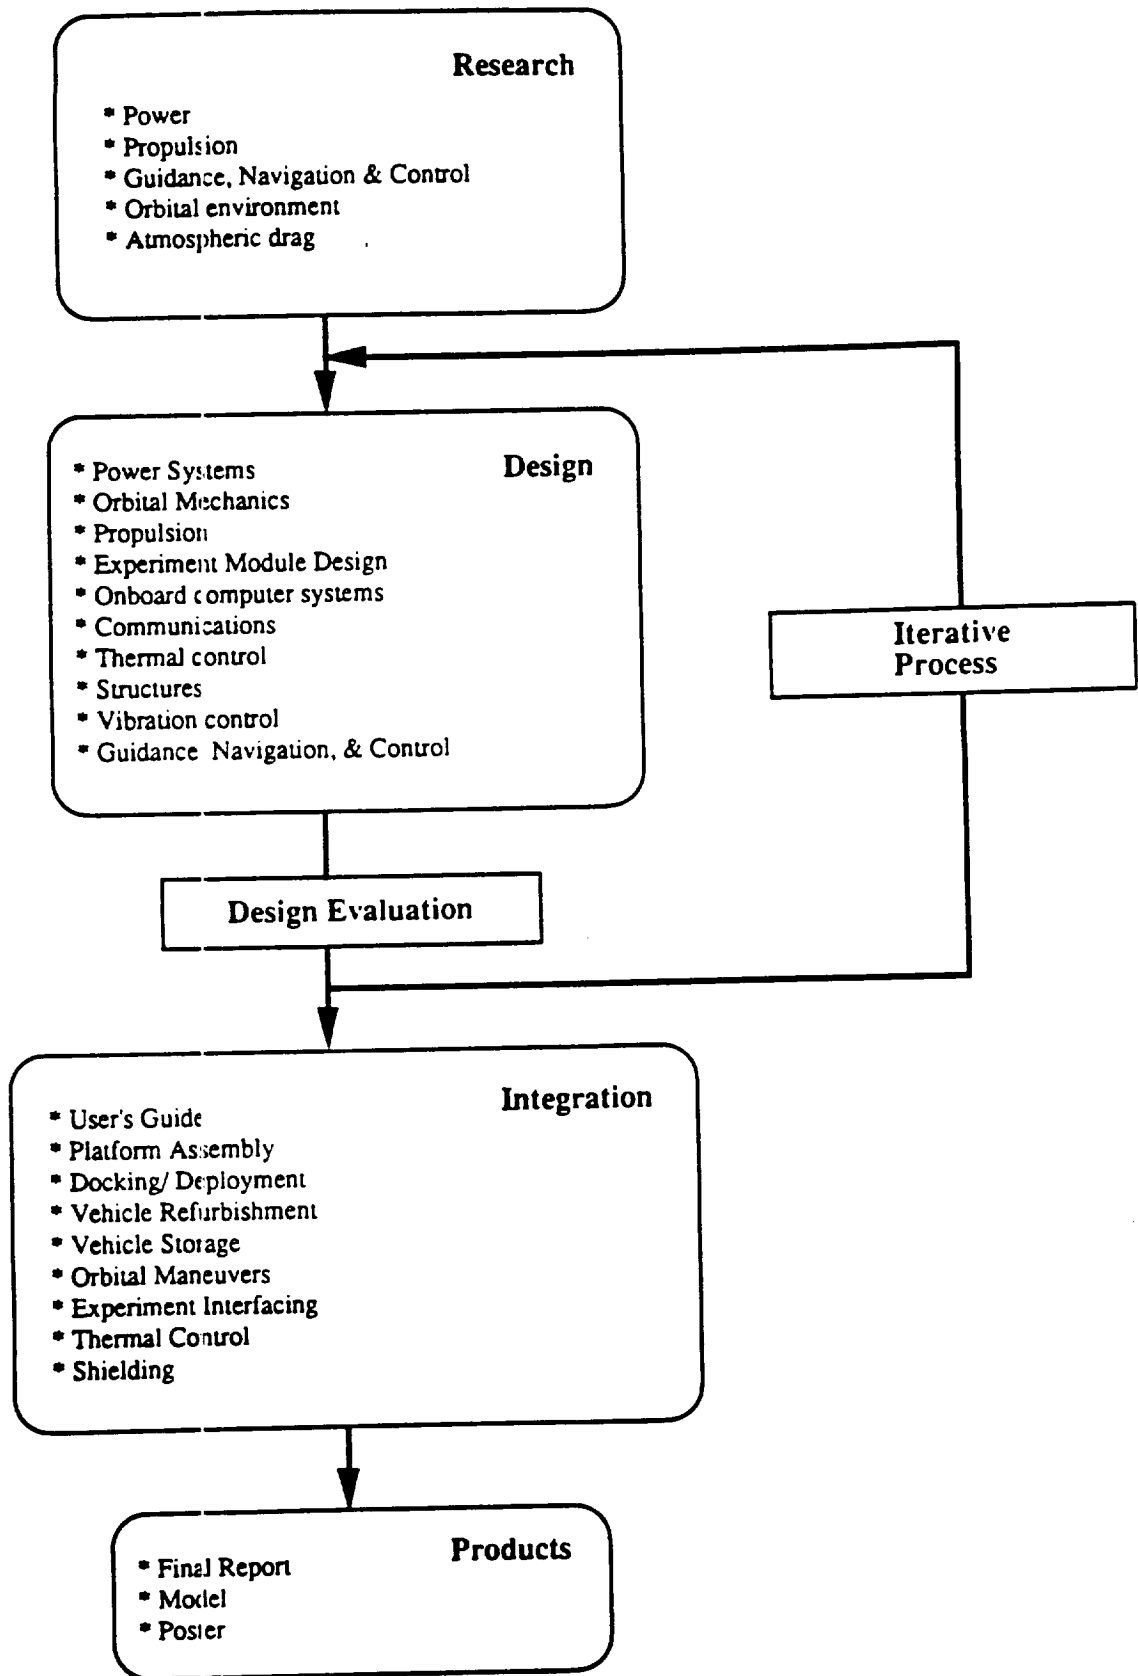 Research
* Power
* Propulsion
* Guidance, Navigation & Control
* Orbital environment
* Atmospheric drag
Design
* Power Systems
* Orbital Mechanics
* Propulsion
* Experiment Module Design
* Onboard computer systems
* Communications
* Thermal control
* Structures
* Vibration control
* Guidance Navigation, & Control
Iterative
Process
Design Evaluation
Integration
* User's Guide
* Platform Assembly
* Docking/ Deployment
* Vehicle Refurbishment
* Vehicle Storage
* Orbital Maneuvers
* Experiment Interfacing
* Thermal Control
* Shielding
Products
* Final Report
* Model
* Poster